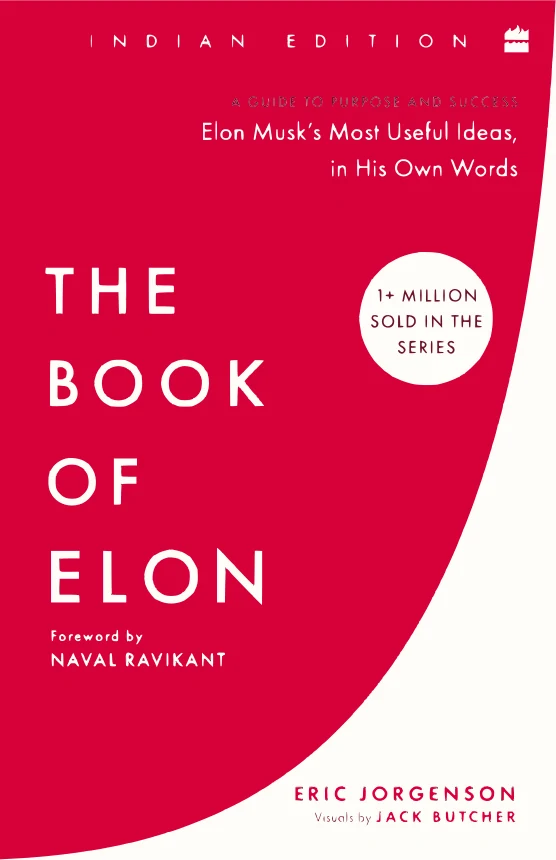 INDIAN EDITION
A GUIDE TO PURPOSE AND SUCCESS
Elon Musk's Most Useful Ideas,
in His Own Words
THE
BOOK
OF
ELON
1+ MILLION
SOLD IN THE
SERIES
Foreword by
NAVAL RAVIKANT
ERIC JORGENSON
Visuals by JACK BUTCHER